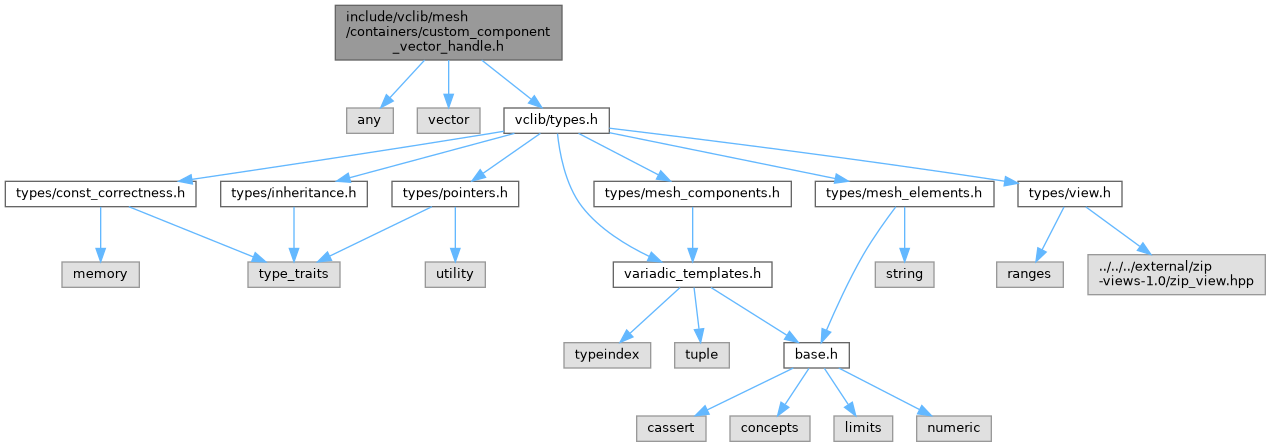 include/vclib/mesh
/containers/custom_component
_vector_handle.h
any
vector
vclib/types.h
types/const_correctness.h
types/inheritance.h
types/pointers.h
types/mesh_components.h
types/mesh_elements.h
types/view.h
memory
type_traits
utility
variadic_templates.h
string
ranges
../../../external/zip
-views-1.0/zip_view.hpp
typeindex
tuple
base.h
cassert
concepts
limits
numeric